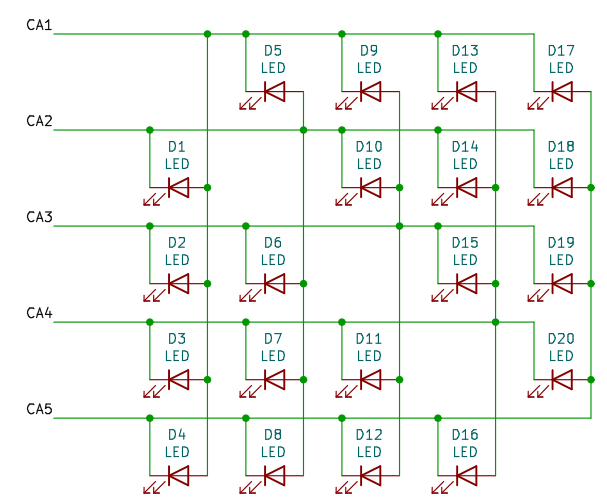 CA1
D5 D9 D13 D17
LED LED LED LED
CA2
D1 D10 D14 D18
LED LED LED LED
CA3
D2 D6 D15 D19
LED LED LED LED
CA4
D3 D7 D11 D20
LED LED LED LED
CA5
D4 D8 D12 D16
LED LED LED LED